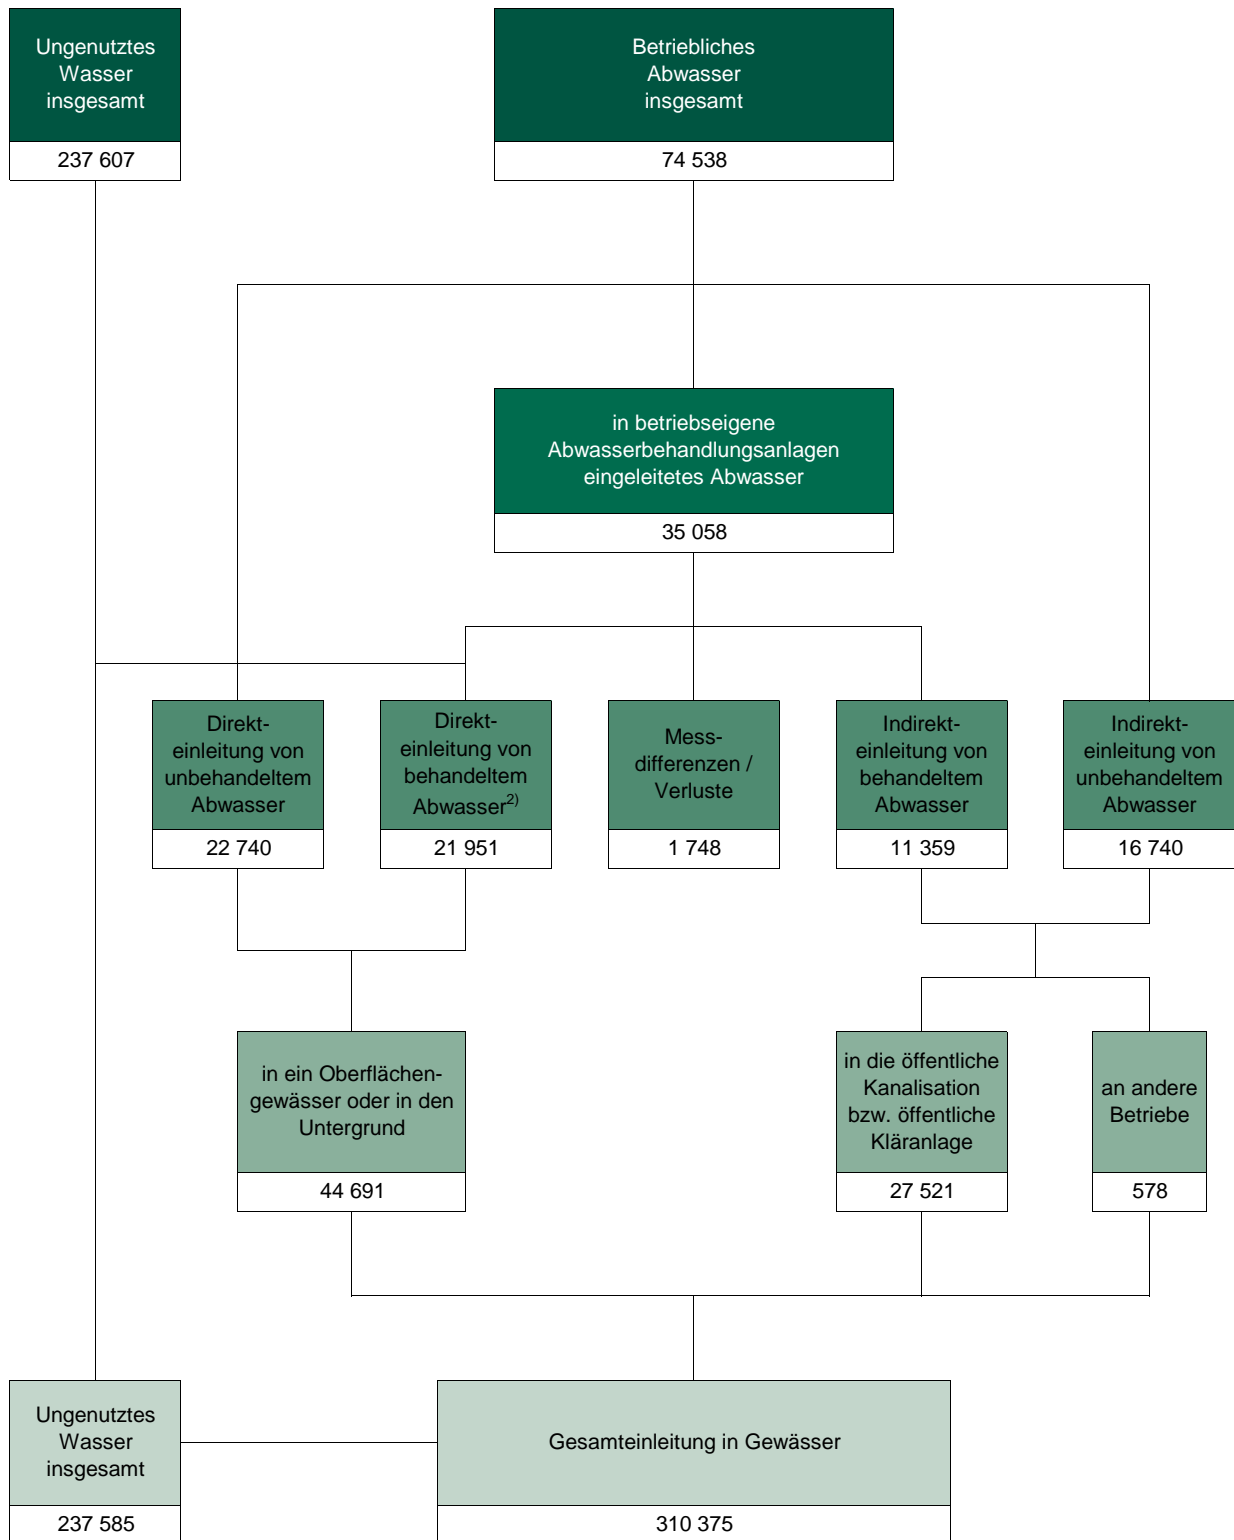 Ungenutztes
Wasser
insgesamt
237 607
Betriebliches
Abwasser
insgesamt
74 538
in betriebseigene
Abwasserbehandlungsanlagen
eingeleitetes Abwasser
35 058
Direkt-
einleitung von
unbehandeltem
Abwasser
22 740
Direkt-
einleitung von
behandeltem
Abwasser2)
21 951
Mess-
differenzen /
Verluste
1 748
Indirekt-
einleitung von
behandeltem
Abwasser
11 359
Indirekt-
einleitung von
unbehandeltem
Abwasser
16 740
in ein Oberflächen-
gewässer oder in den
Untergrund
44 691
in die öffentliche
Kanalisation
bzw. öffentliche
Kläranlage
27 521
an andere
Betriebe
578
Ungenutztes
Wasser
insgesamt
237 585
Gesamteinleitung in Gewässer
310 375